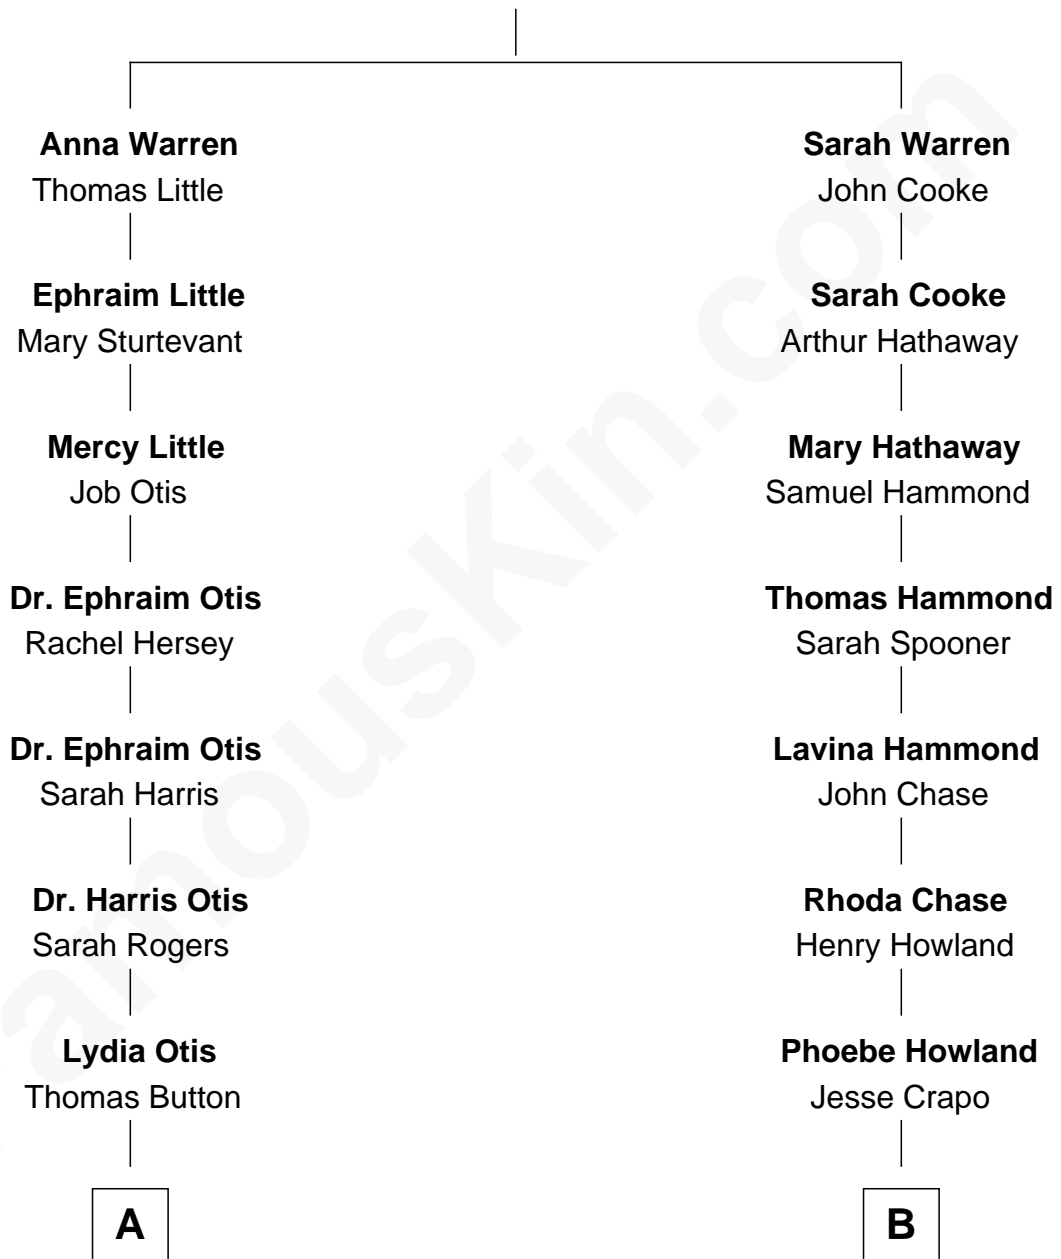 Anna Warren
Thomas Little
Ephraim Little
Mary Sturtevant
Mercy Little
Job Otis
Dr. Ephraim Otis
Rachel Hersey
Dr. Ephraim Otis
Sarah Harris
Dr. Harris Otis
Sarah Rogers
Lydia Otis
Thomas Button
A
Sarah Warren
John Cooke
Sarah Cooke
Arthur Hathaway
Mary Hathaway
Samuel Hammond
Thomas Hammond
Sarah Spooner
Lavina Hammond
John Chase
Rhoda Chase
Henry Howland
Phoebe Howland
Jesse Crapo
B
amouskin.com